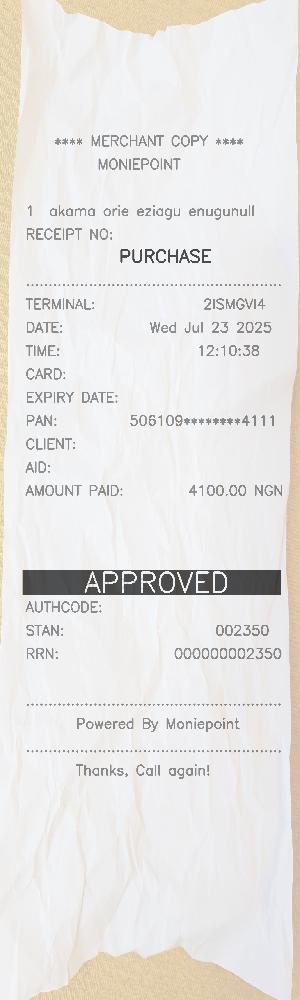 **** MERCHANT COPY ****
MONIEPOINT
1 akama orie eziagu enugunull
RECEIPT NO:
PURCHASE
TERMINAL: 2ISMGVI4
DATE: Wed Jul 23 2025
TIME: 12:10:38
CARD:
EXPIRY DATE:
PAN: 506109********4111
CLIENT:
AID:
AMOUNT PAID: 4100.00 NGN
APPROVED
AUTHCODE:
STAN: 002350
RRN: 000000002350
Powered By Moniepoint
Thanks, Call again!